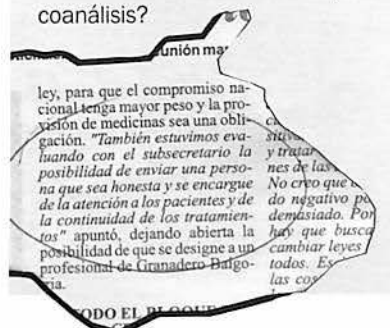 coanálisis?
unión ma
ley, para que el compromiso na-
cional tenga mayor peso y la pro-
visión de medicinas sea una obli-
gación. "También estuvimos eva-
luando con el subsecretario la
posibilidad de enviar una perso-
na que sea honesta y se encargue
de la atención a los pacientes y de
la continuidad de los tratamien-
tos" apuntó, dejando abierta la
posibilidad de que se designe a un
profesional de Granadero Baigo-
rria.
TODO EL BLOQUE
y tratar
nes de las
No creo que
do negativo
demasiado. Por
hay que busca
cambiar leyes
todos. Es
las cos